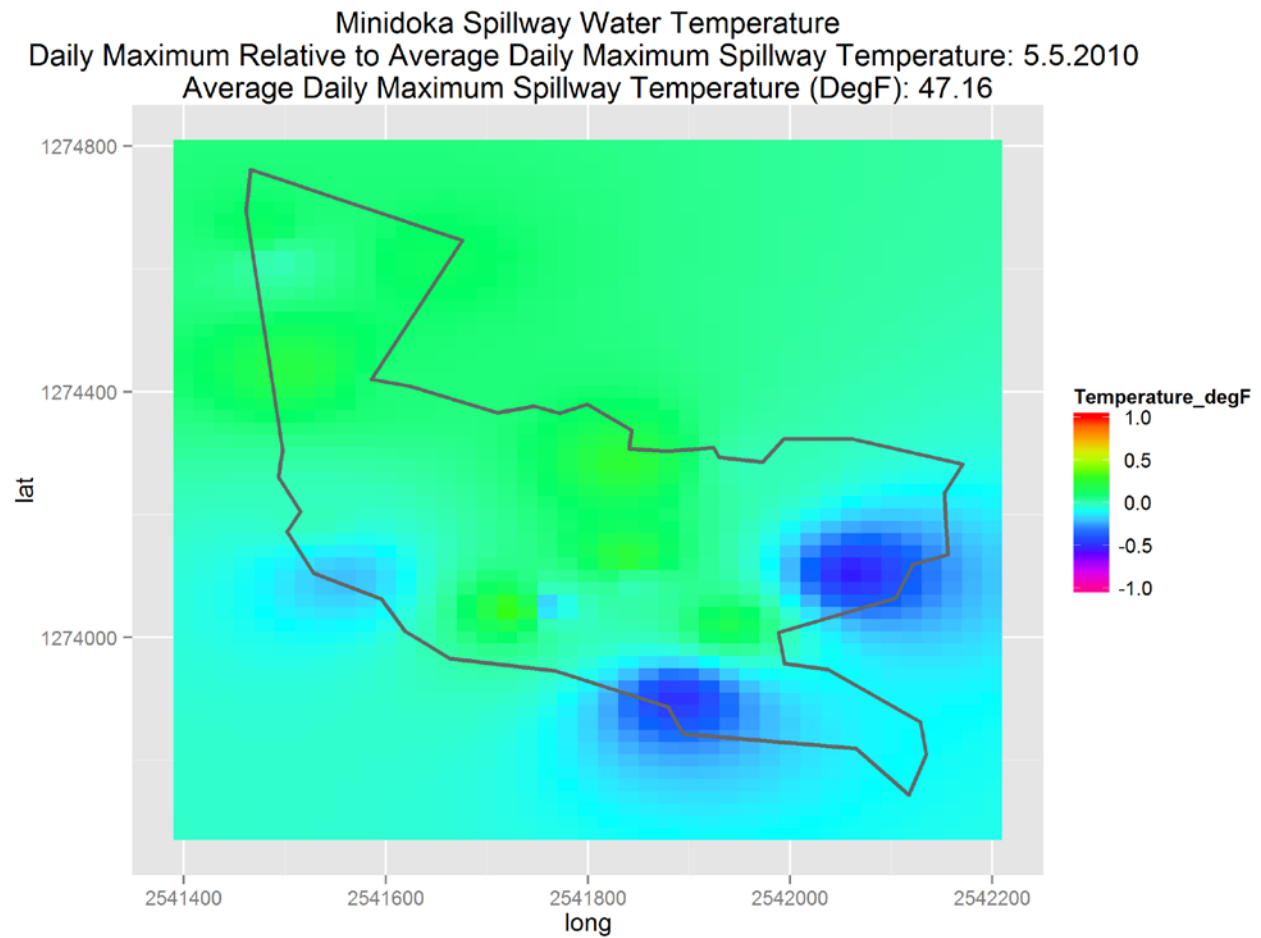 Minidoka Spillway Water Temperature
Daily Maximum Relative to Average Daily Maximum Spillway Temperature: 5.5.2010
Average Daily Maximum Spillway Temperature (DegF): 47.16
1274800
1274400
1274000
lat
2541400 2541600 2541800 2542000 2542200
long
Temperature_degF
1.0
0.5
0.0
-0.5
-1.0